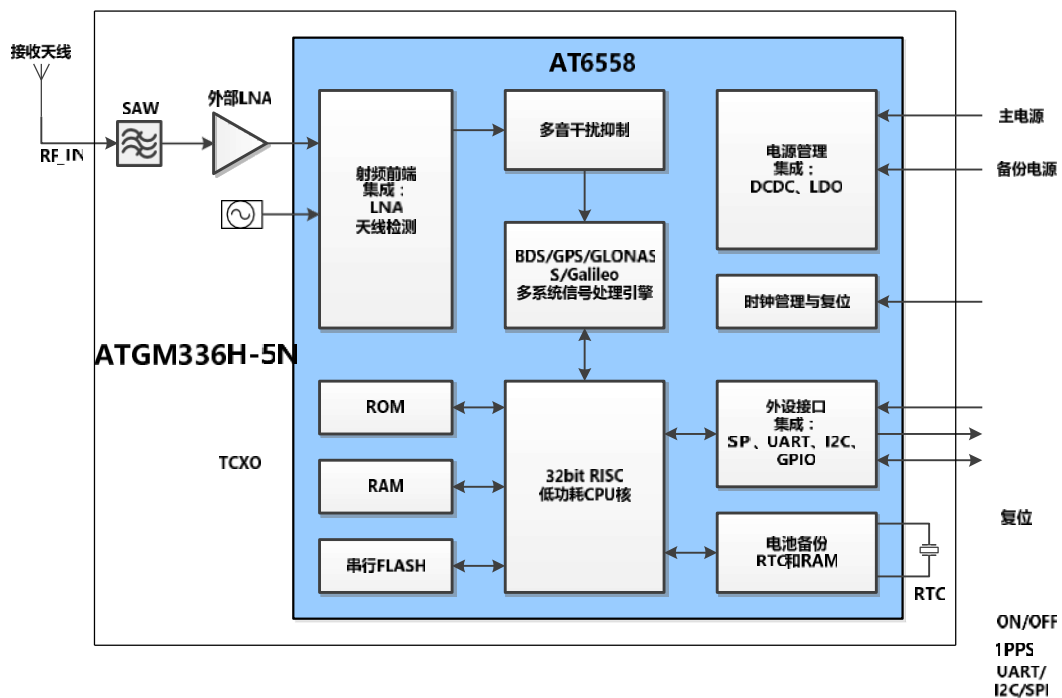 AT6558
接收天线
SAW
外部LNA
RF_IN
射频前端
集成：
LNA
天线检测
多音干扰抑制
BDS/GPS/GLONAS
S/Galileo
多系统信号处理引擎
电源管理
集成：
DCDC、LDO
主电源
备份电源
时钟管理与复位
ATGM336H-5N
ROM
RAM
串行FLASH
TCXO
32bit RISC
低功耗CPU核
外设接口
集成：
SPI、UART、I2C、
GPIO
电池备份
RTC和RAM
RTC
复位
ON/OFF
1PPS
UART/
I2C/SPI